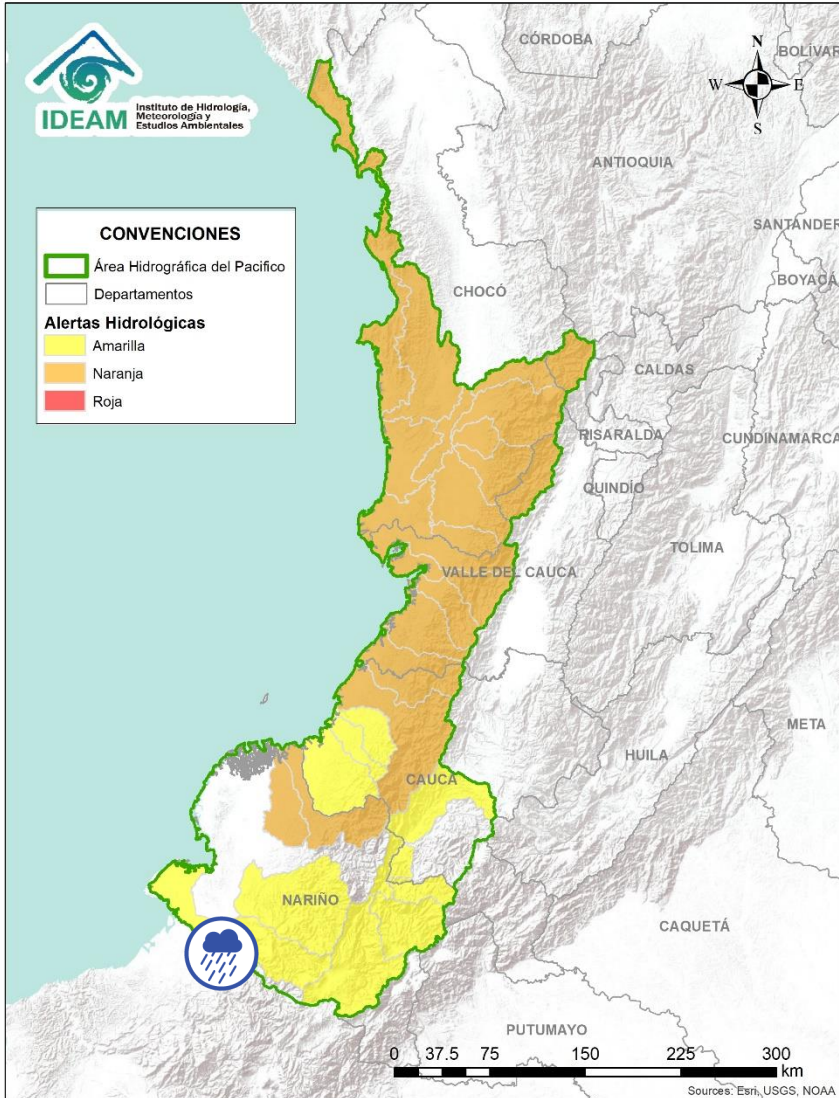 IDEAM
Instituto de Hidrología,
Meteorología y
Estudios Ambientales
N
W
E
S
CONVENCIONES
Área Hidrográfica del Pacifico
Departamentos
Alertas Hidrológicas
Amarilla
Naranja
Roja
CÓRDOBA
BOLÍVAR
ANTIOQUIA
SANTANDER
BOYACÁ
CHOCÓ
CALDAS
RISARALDA
CUNDINAMARCA
QUINDÍO
TOLIMA
VALLE DEL CAUCA
META
HUILA
CAUCA
NARIÑO
CAQUETÁ
PUTUMAYO
0 37.5 75 150 225 300
km
Sources: Esri, USGS, NOAA